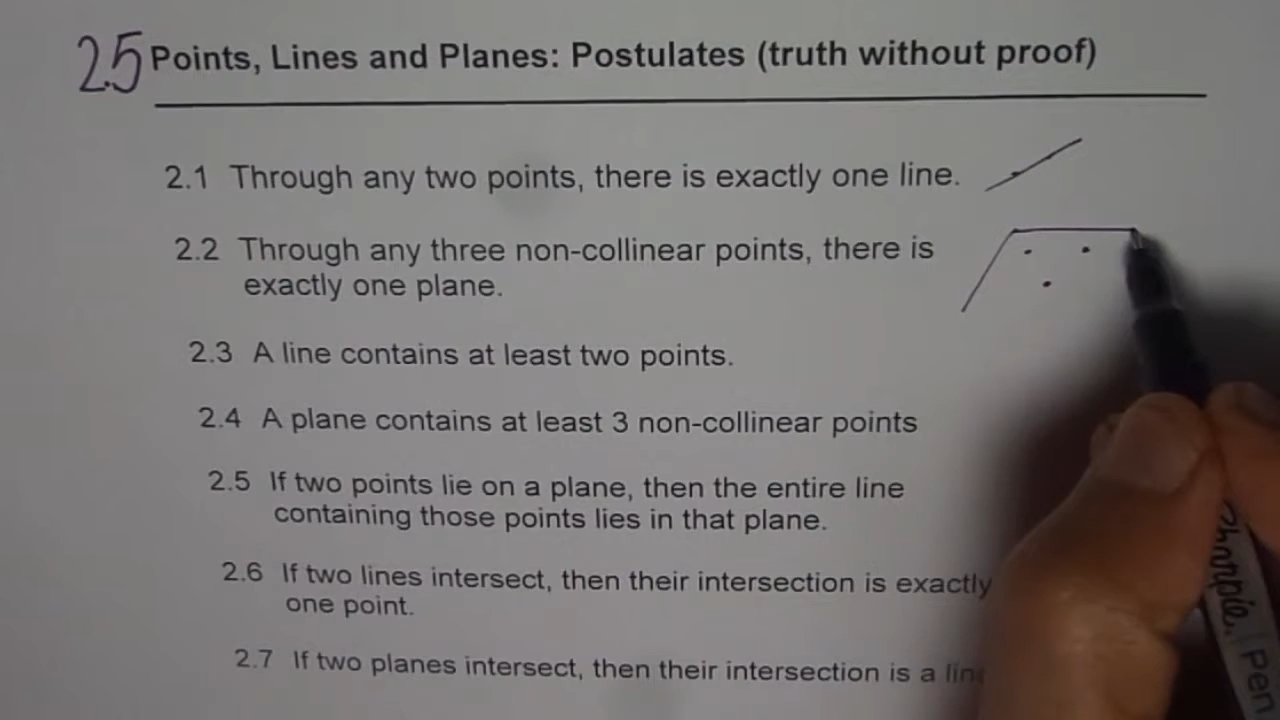 2.5 Points, Lines and Planes: Postulates (truth without proof)
2.1 Through any two points, there is exactly one line.
2.2 Through any three non-collinear points, there is
exactly one plane.
2.3 A line contains at least two points.
2.4 A plane contains at least 3 non-collinear points
2.5 If two points lie on a plane, then the entire line
containing those points lies in that plane.
2.6 If two lines intersect, then their intersection is exactly
one point.
2.7 If two planes intersect, then their intersection is a line
Sharpie. Pen